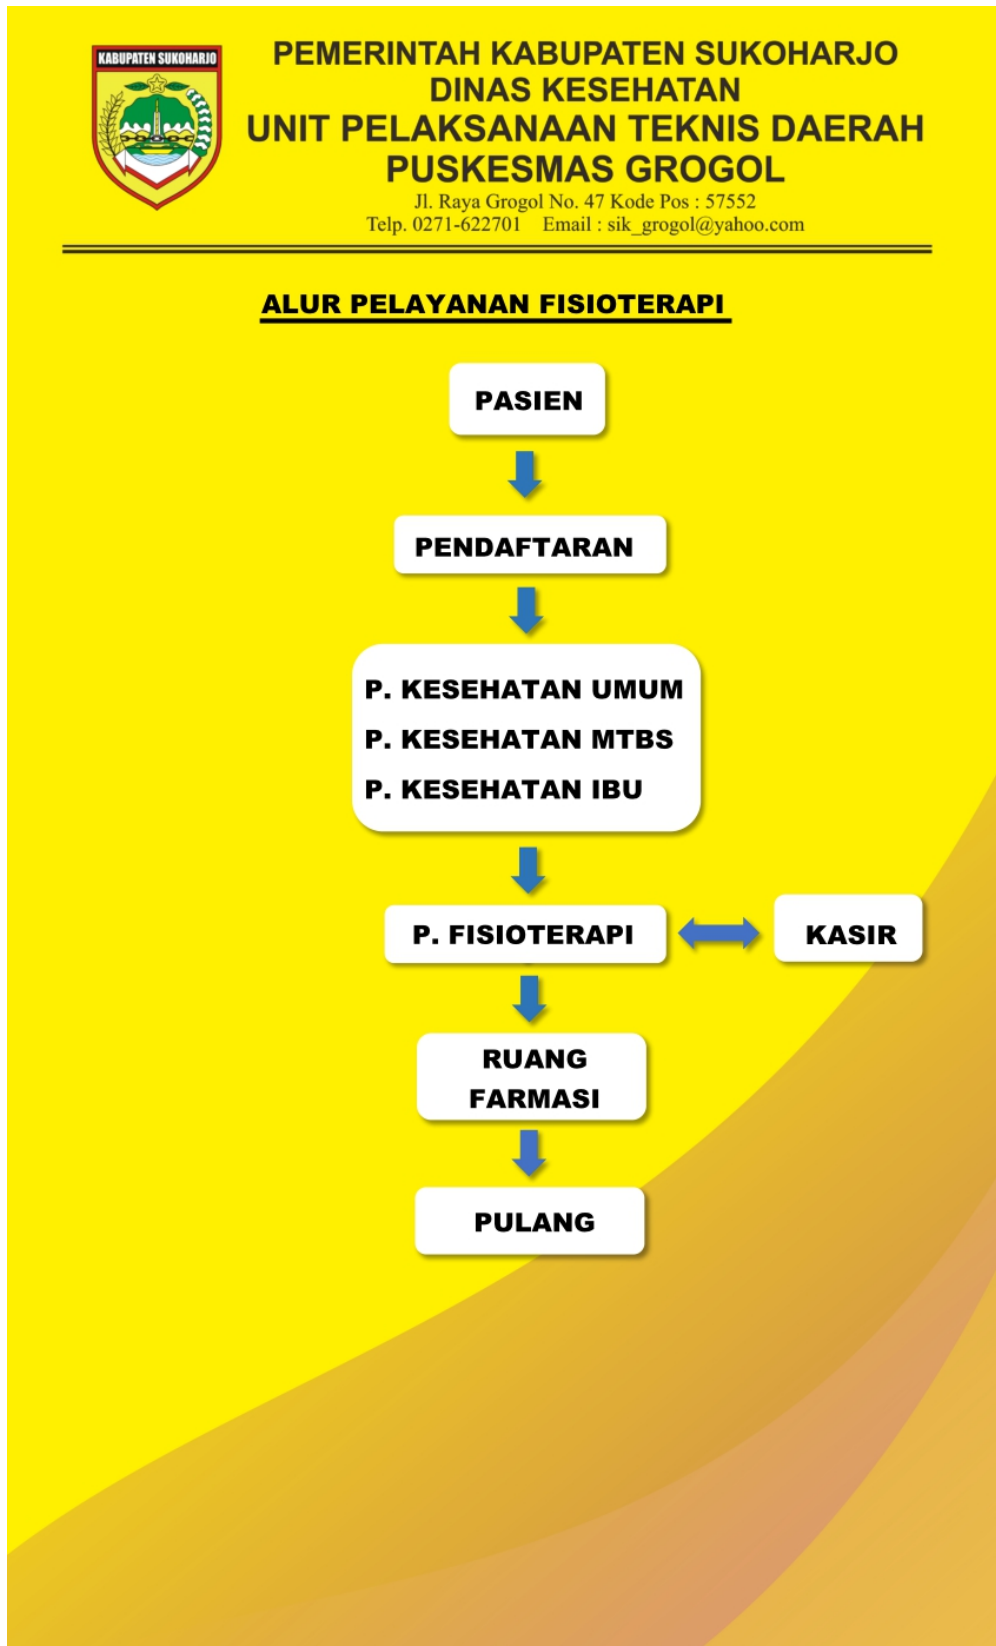 KABUPATEN SUKOHARJO
PEMERINTAH KABUPATEN SUKOHARJO
DINAS KESEHATAN
UNIT PELAKSANAAN TEKNIS DAERAH
PUSKESMAS GROGOL
Jl. Raya Grogol No. 47 Kode Pos : 57552
Telp. 0271-622701 Email : sik_grogol@yahoo.com
ALUR PELAYANAN FISIOTERAPI
PASIEN
PENDAFTARAN
P. KESEHATAN UMUM
P. KESEHATAN MTBS
P. KESEHATAN IBU
P. FISIOTERAPI
KASIR
RUANG
FARMASI
PULANG